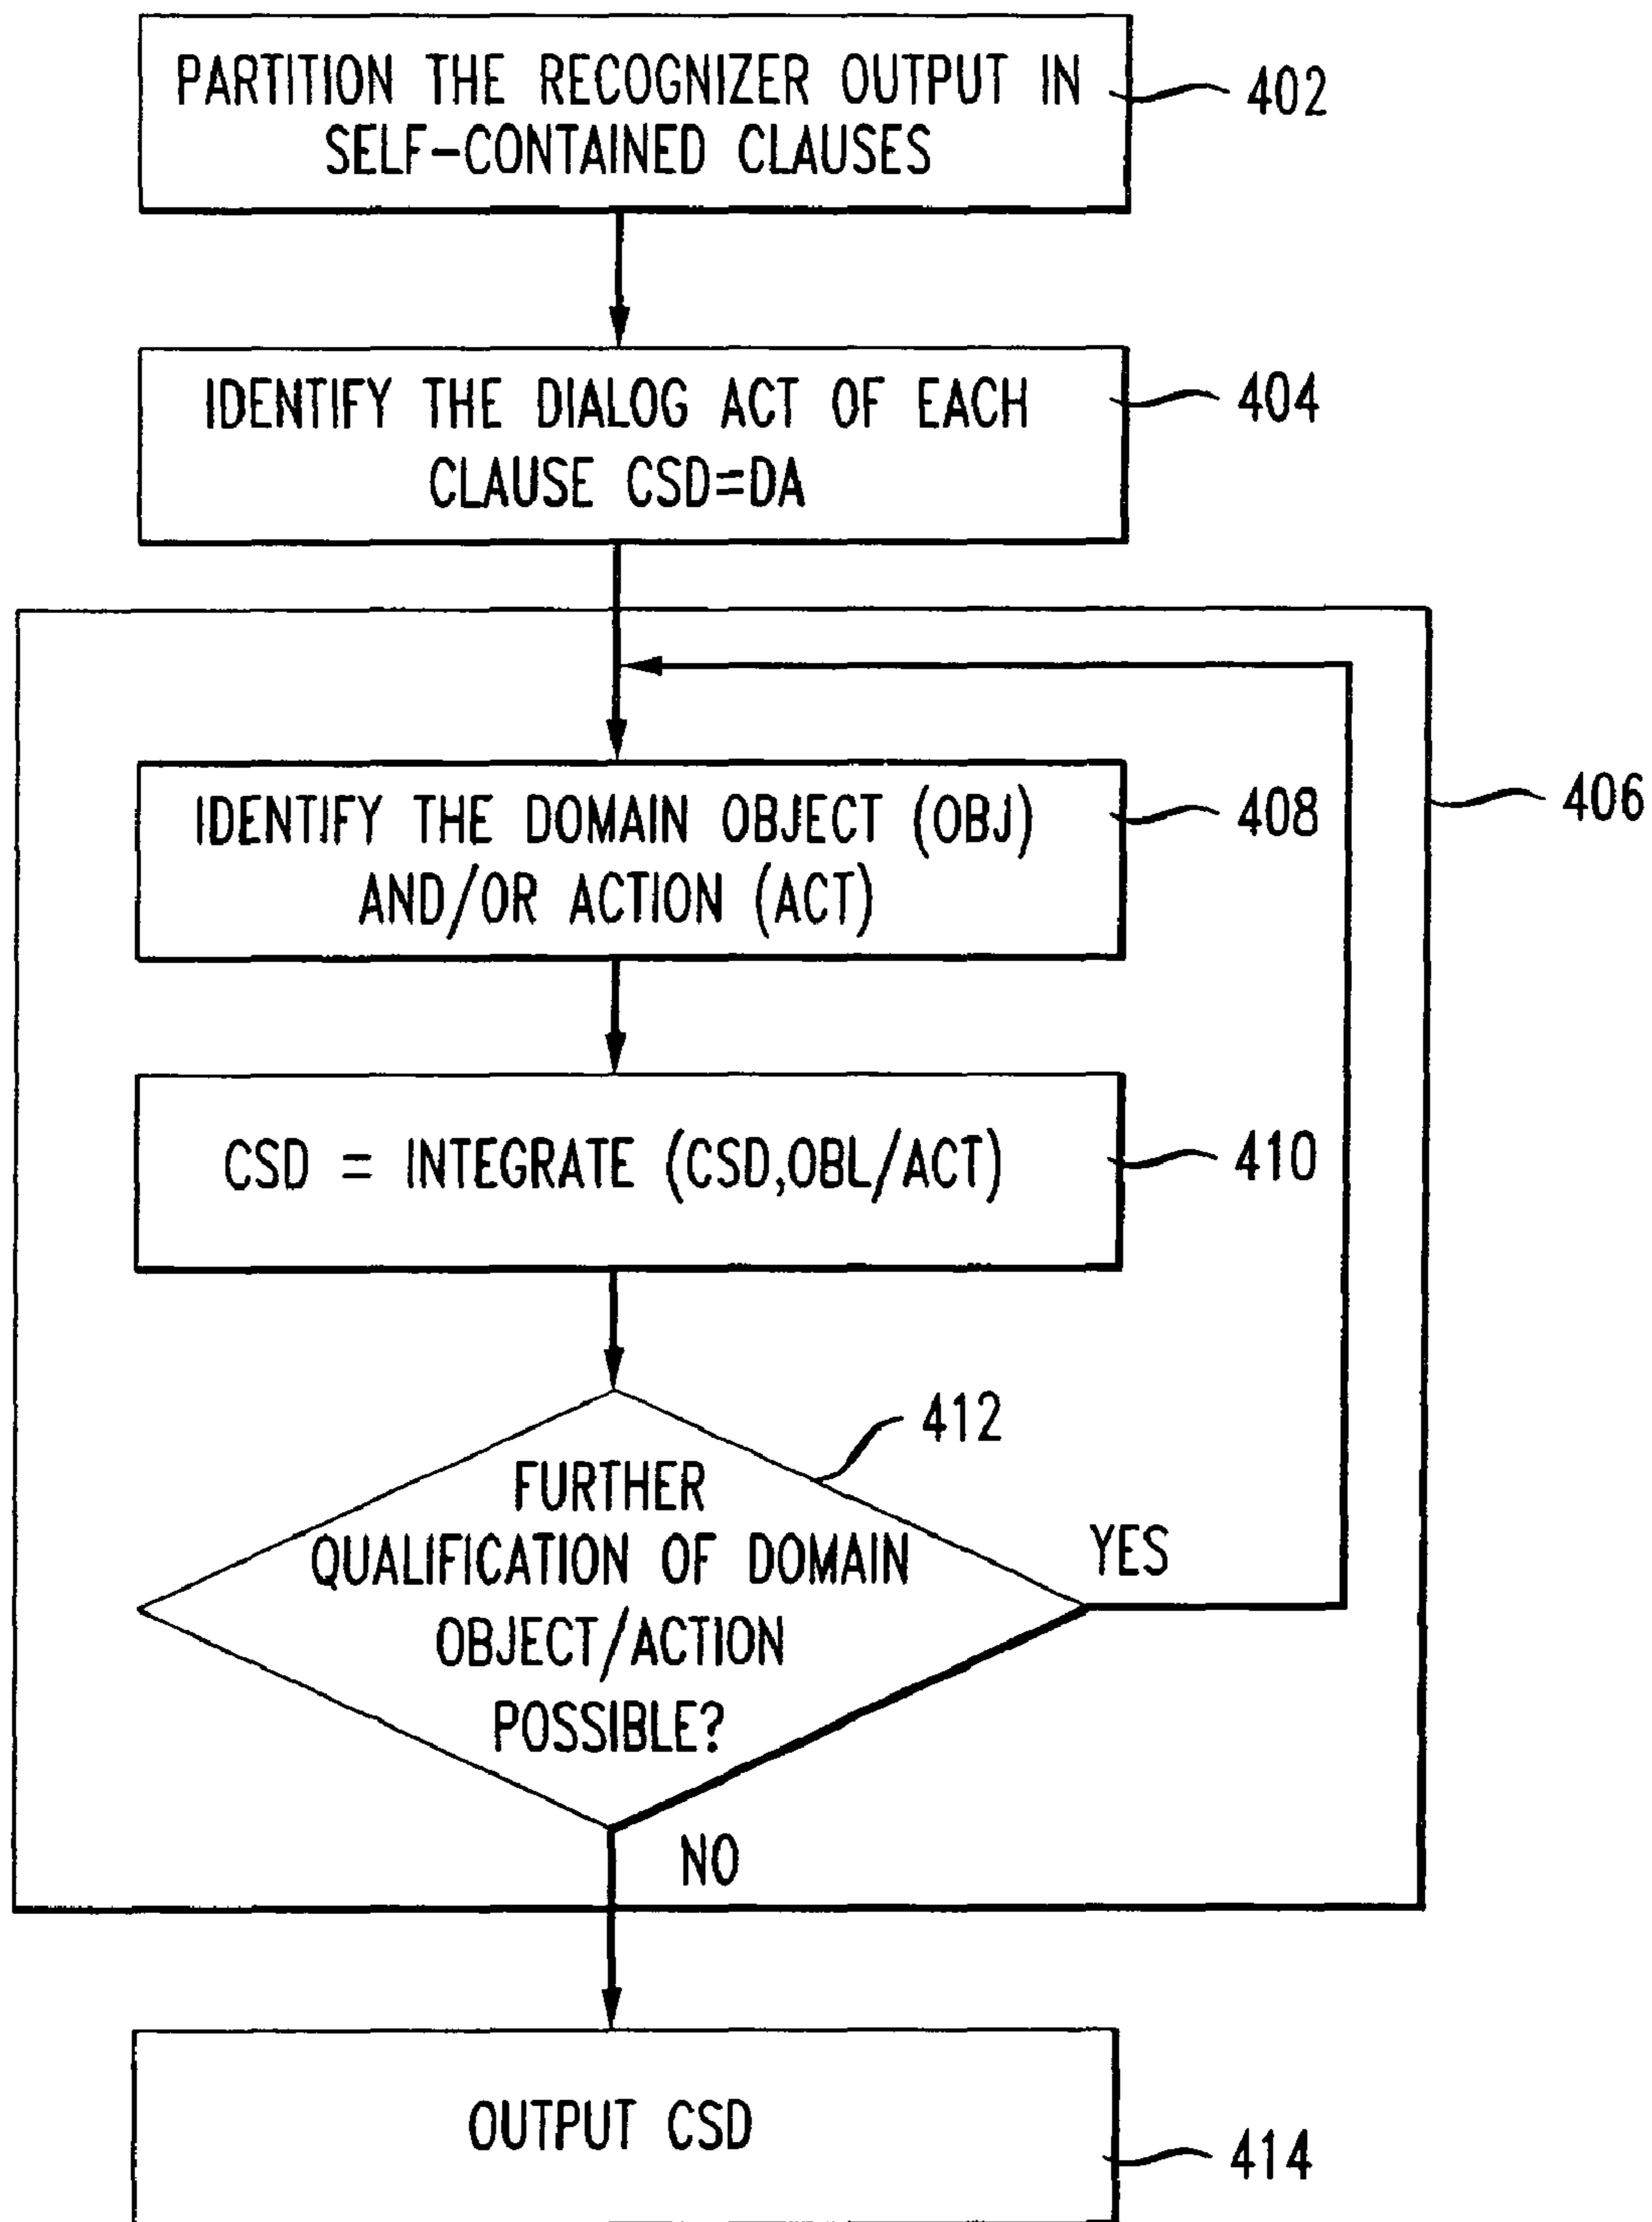 PARTITION THE RECOGNIZER OUTPUT IN
SELF-CONTAINED CLAUSES
402
IDENTIFY THE DIALOG ACT OF EACH
CLAUSE CSD=DA
404
406
IDENTIFY THE DOMAIN OBJECT (OBJ)
AND/OR ACTION (ACT)
408
CSD = INTEGRATE (CSD,OBL/ACT)
410
412
FURTHER
QUALIFICATION OF DOMAIN
OBJECT/ACTION
POSSIBLE?
YES
NO
OUTPUT CSD
414